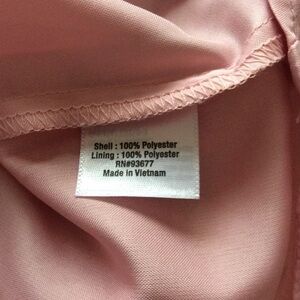 Shell : 100% Polyester
Lining : 100% Polyester
RN#93677
Made in Vietnam